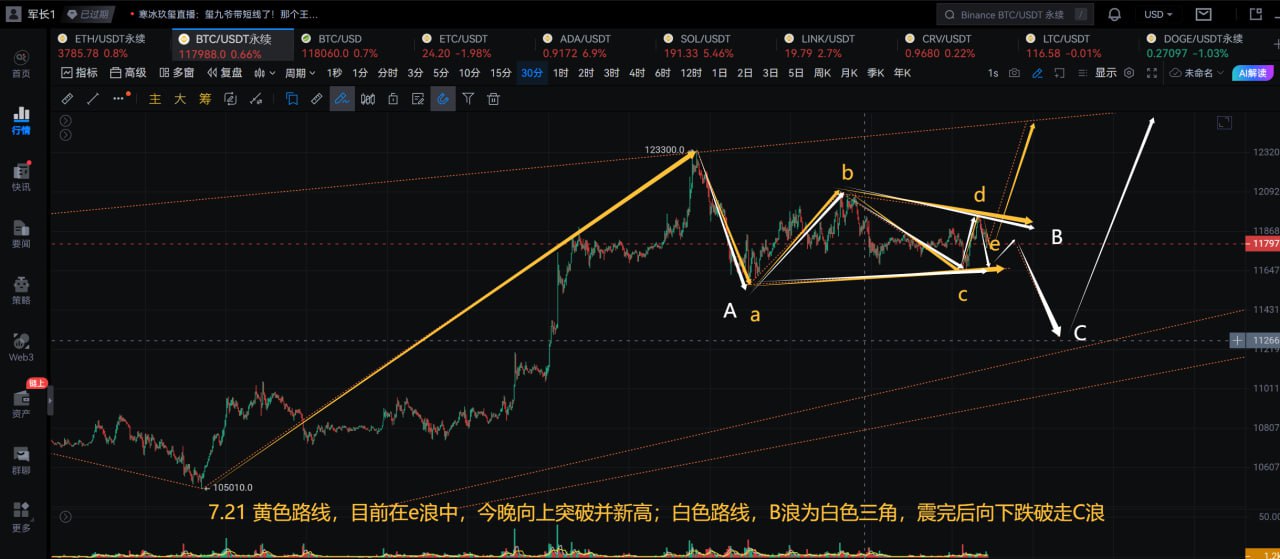 军长1 已过期 寒冰玖玺直播：玺九爷带短线了！那个王... Binance BTC/USDT 永续 / USD
ETH/USDT永续 BTC/USDT永续 BTC/USD ETC/USDT ADA/USDT SOL/USDT LINK/USDT CRV/USDT LTC/USDT DOGE/USDT永续
3785.78 0.8% 117988.0 0.66% 118060.0 0.7% 24.20 -1.98% 0.9172 6.9% 191.33 5.46% 19.79 2.7% 0.9680 0.22% 116.58 -0.01% 0.27097 -1.03%
指标 高级 多窗 复盘 周期 1秒 1分 分时 3分 5分 10分 15分 30分 1时 2时 3时 4时 6时 12时 1日 2日 3日 5日 周K 月K 季K 年K 1s 显示 未命名 AI解读
主 大 筹
首页
行情
快讯
要闻
策略
Web3
链上
资产
群聊
更多
123300.0
12320
b
12092
d
11868
B
e
11797
11647
c
A
a
11431
C
11266
11219
11011
10807
10607
105010.0
7.21 黄色路线，目前在e浪中，今晚向上突破并新高；白色路线，B浪为白色三角，震完后向下跌破走C浪
50.00